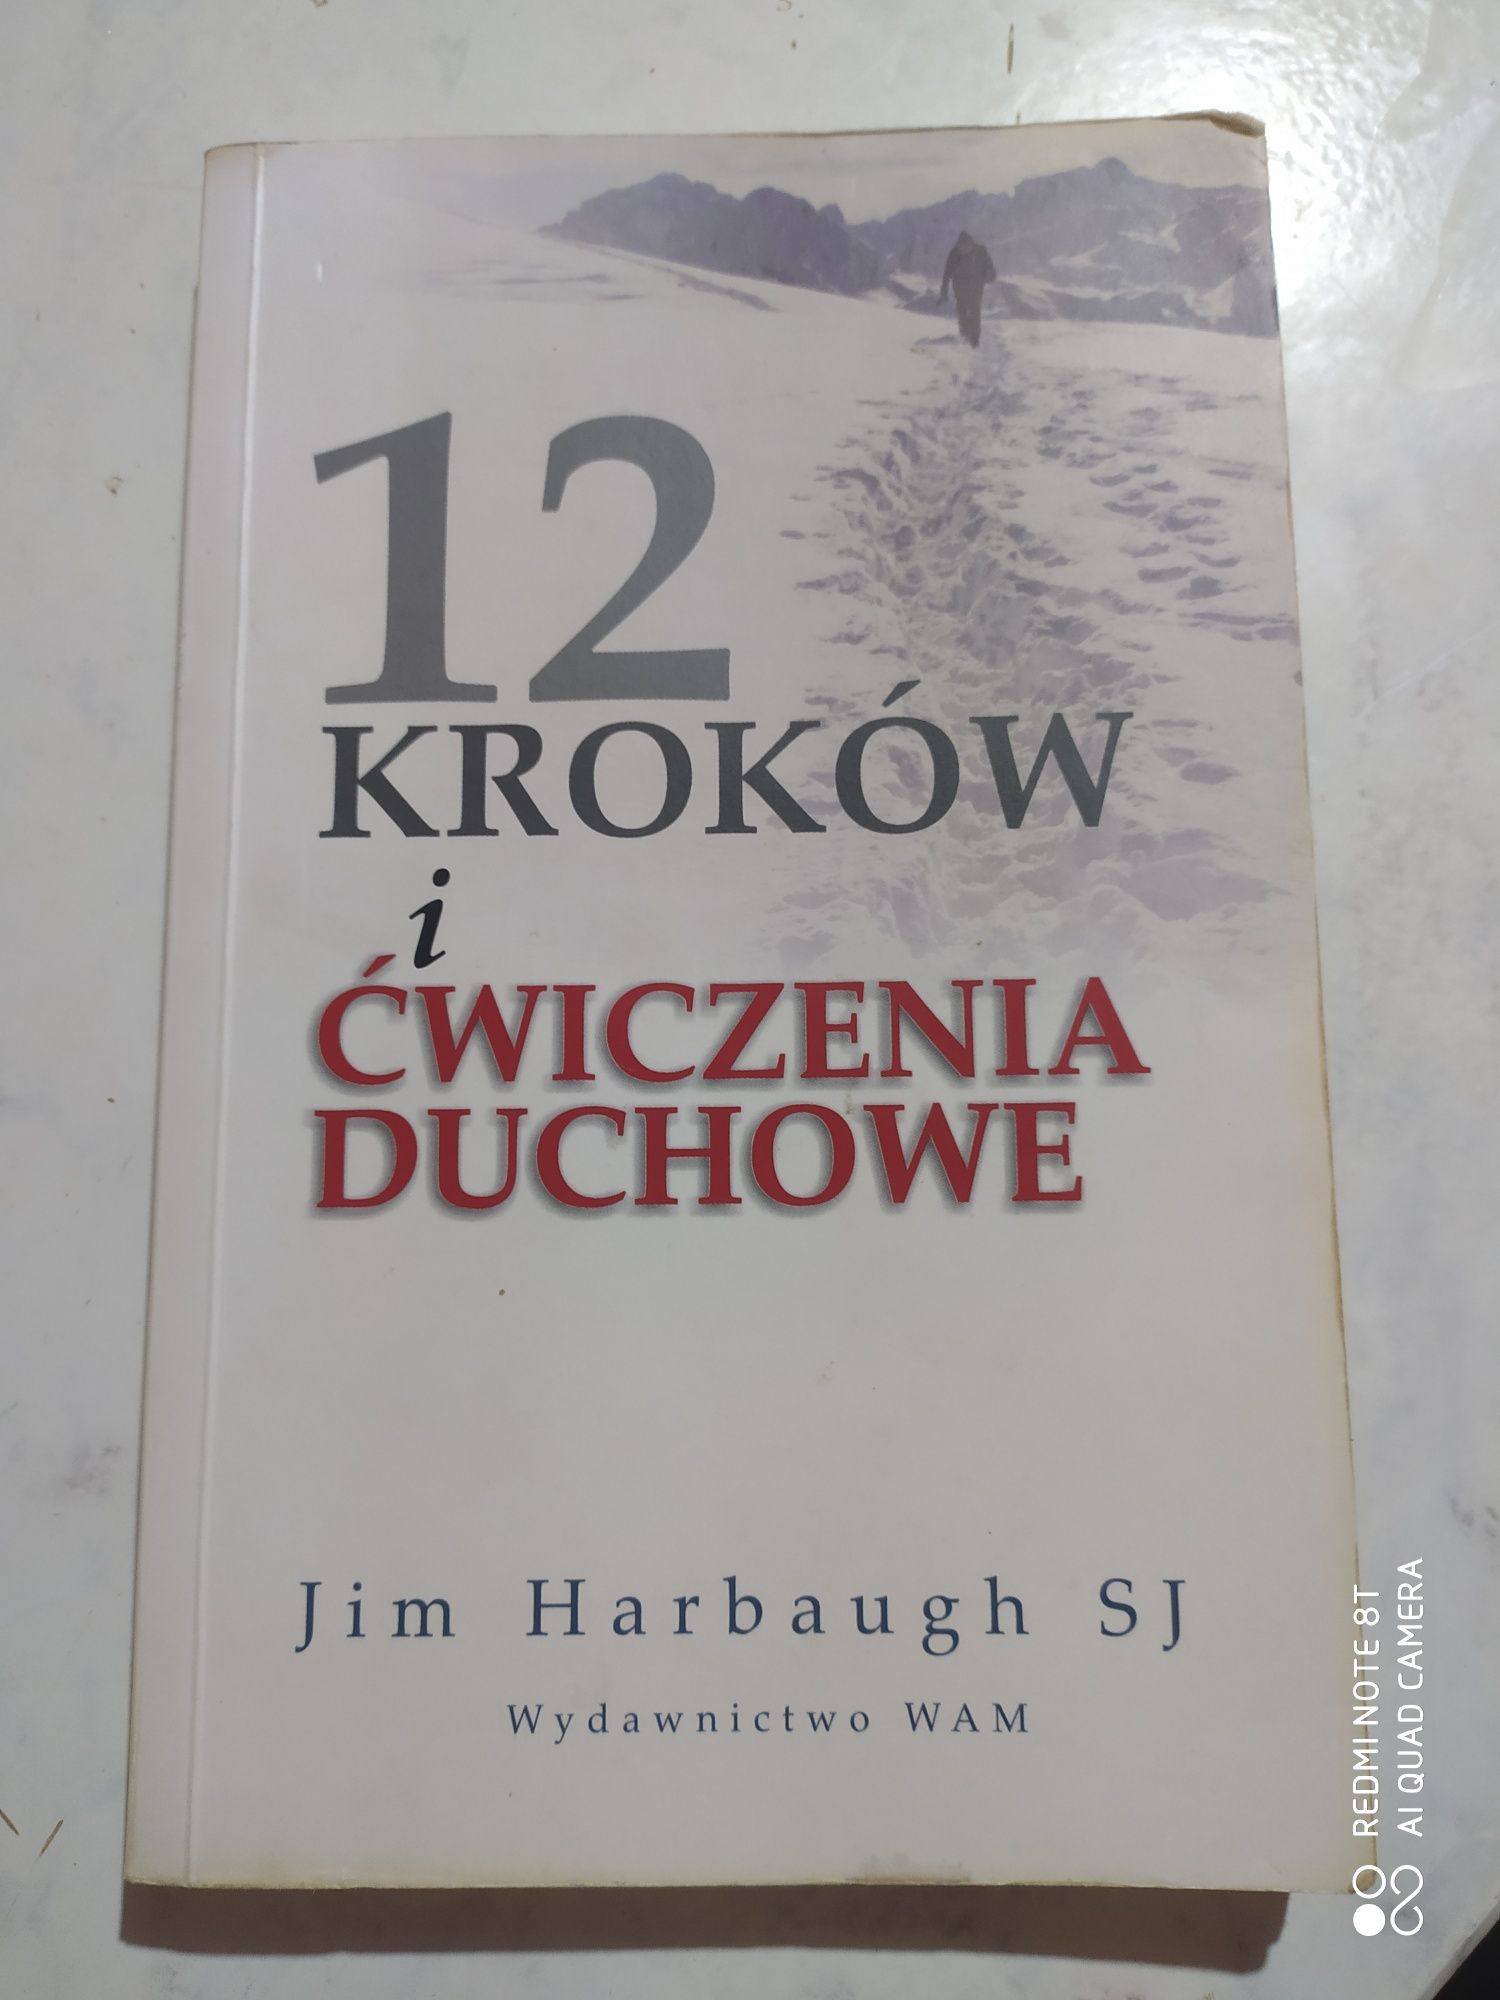 12
KROKÓW
i
ĆWICZENIA
DUCHOWE
Jim Harbaugh SJ
Wydawnictwo WAM
REDMI NOTE 8T
AI QUAD CAMERA